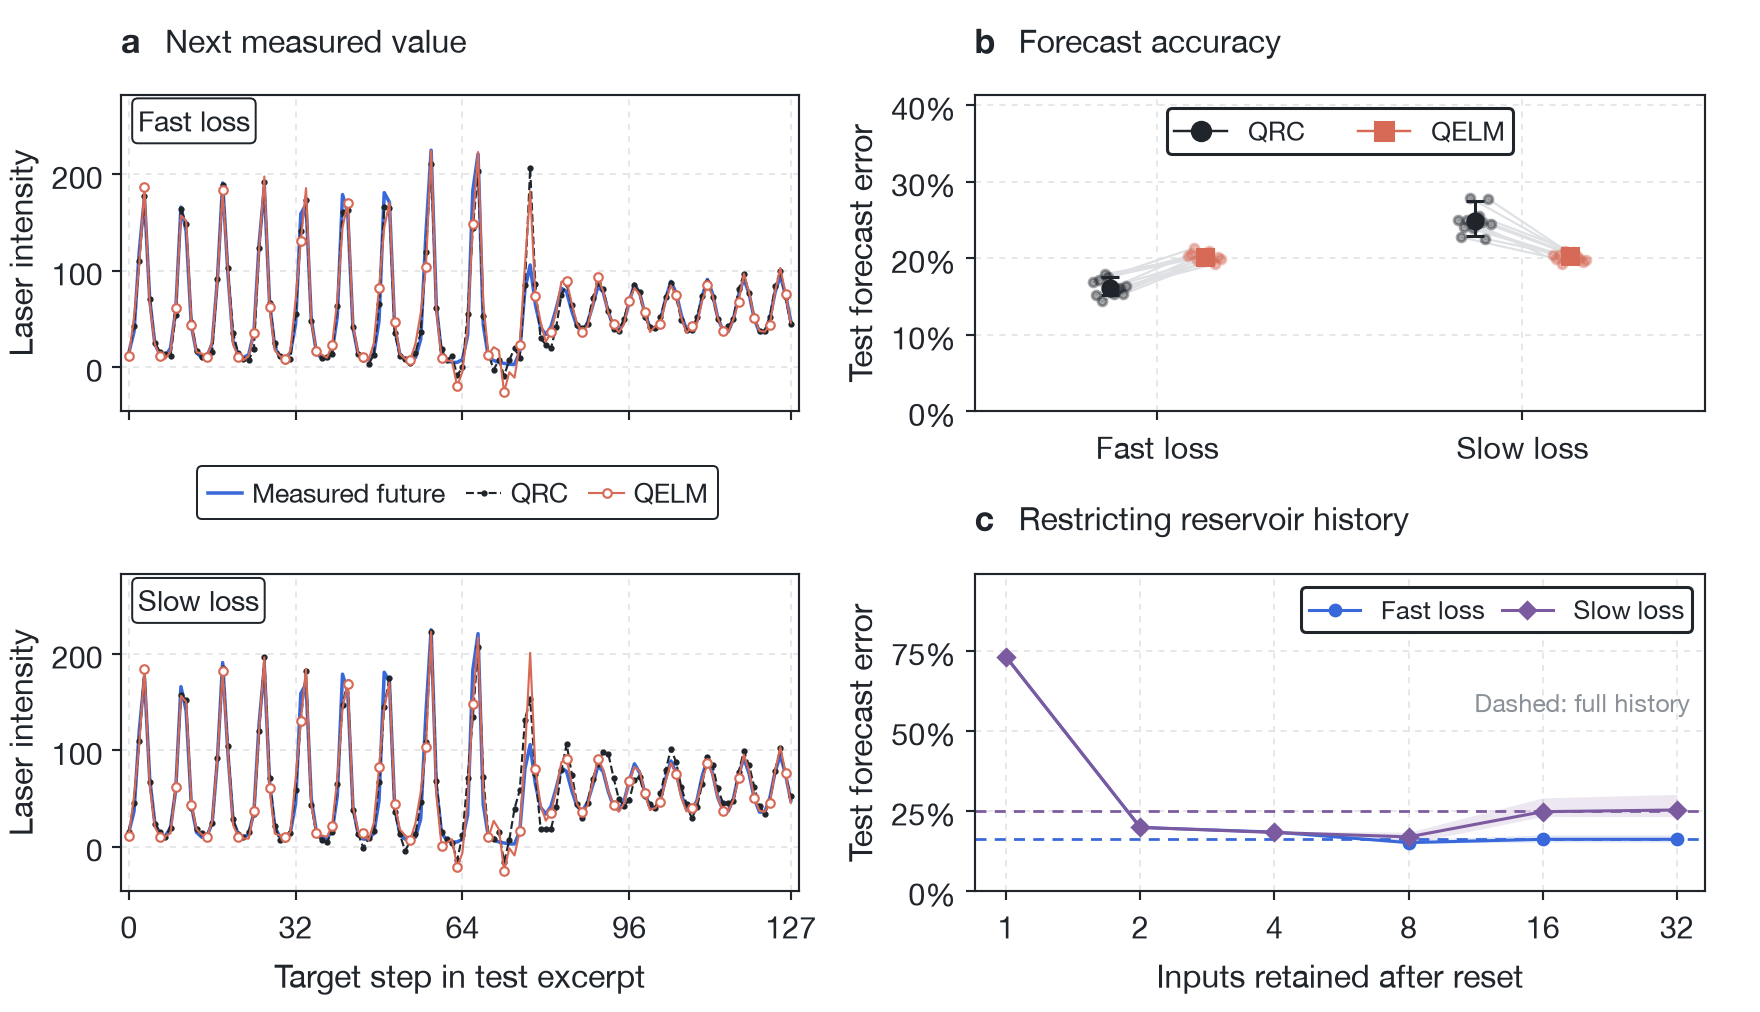 a Next measured value
Fast loss
Laser intensity
200
100
0
Measured future QRC QELM
Slow loss
Laser intensity
200
100
0
0 32 64 96 127
Target step in test excerpt
b Forecast accuracy
QRC QELM
Test forecast error
40%
30%
20%
10%
0%
Fast loss Slow loss
c Restricting reservoir history
Fast loss Slow loss
Dashed: full history
Test forecast error
75%
50%
25%
0%
1 2 4 8 16 32
Inputs retained after reset